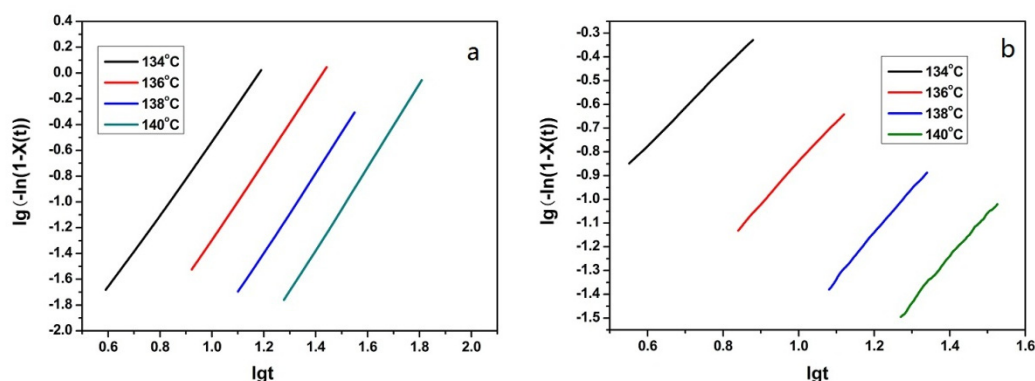 a
134°C
136°C
138°C
140°C
0.4
0.2
0.0
-0.2
-0.4
-0.6
-0.8
-1.0
-1.2
-1.4
-1.6
-1.8
-2.0
lg(-ln(1-X(t))
0.6 0.8 1.0 1.2 1.4 1.6 1.8 2.0
lgt
b
134°C
136°C
138°C
140°C
-0.3
-0.4
-0.5
-0.6
-0.7
-0.8
-0.9
-1.0
-1.1
-1.2
-1.3
-1.4
-1.5
lg(-ln(1-X(t))
0.6 0.8 1.0 1.2 1.4 1.6
lgt